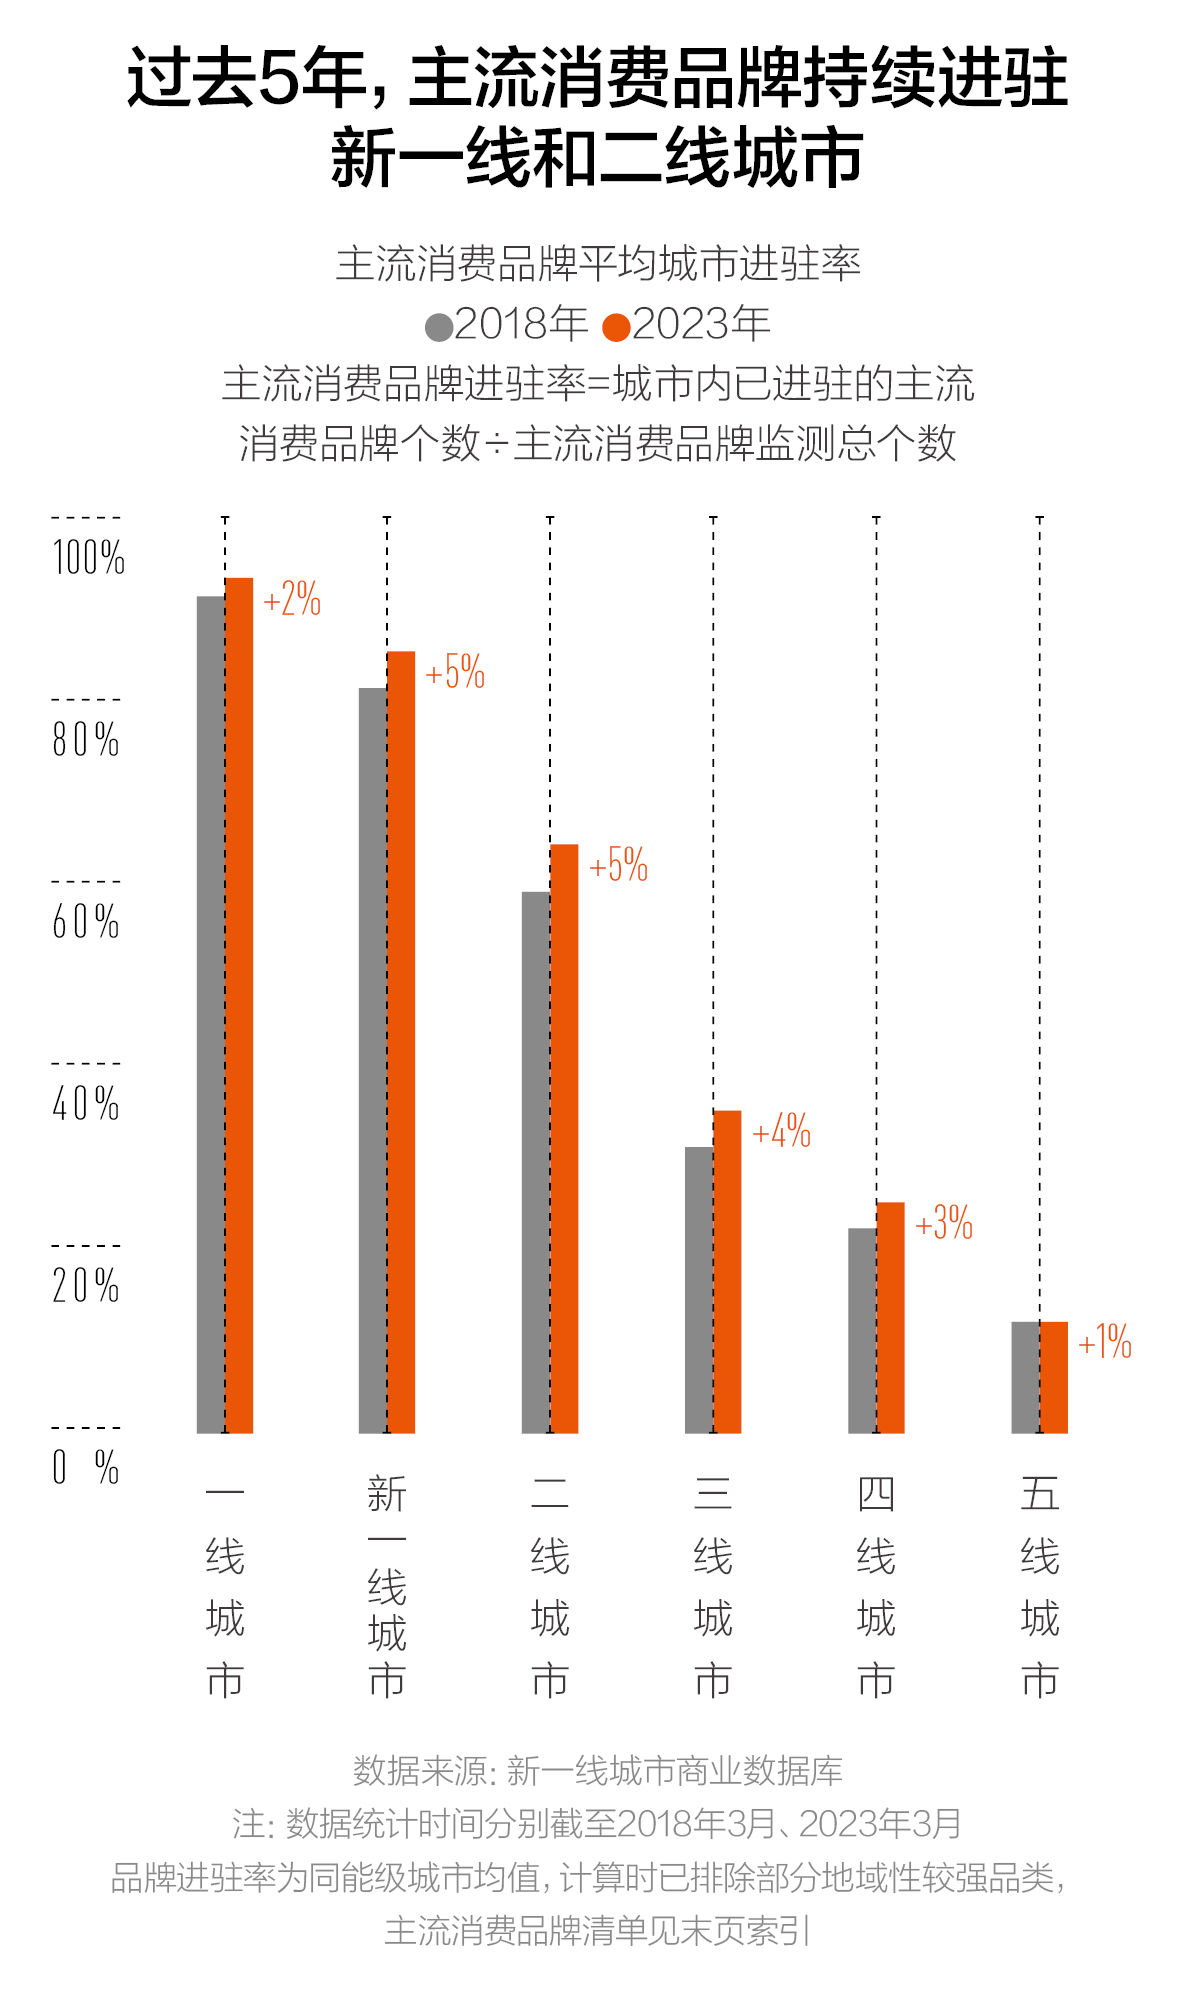 过去5年，主流消费品牌持续进驻
新一线和二线城市
主流消费品牌平均城市进驻率
2018年 2023年
主流消费品牌进驻率=城市内已进驻的主流
消费品牌个数÷主流消费品牌监测总个数
100%
80%
60%
40%
20%
0 %
+2%
+5%
+5%
+4%
+3%
+1%
一线城市
新一线城市
二线城市
三线城市
四线城市
五线城市
数据来源：新一线城市商业数据库
注：数据统计时间分别截至2018年3月、2023年3月
品牌进驻率为同能级城市均值，计算时已排除部分地域性较强品类，
主流消费品牌清单见末页索引